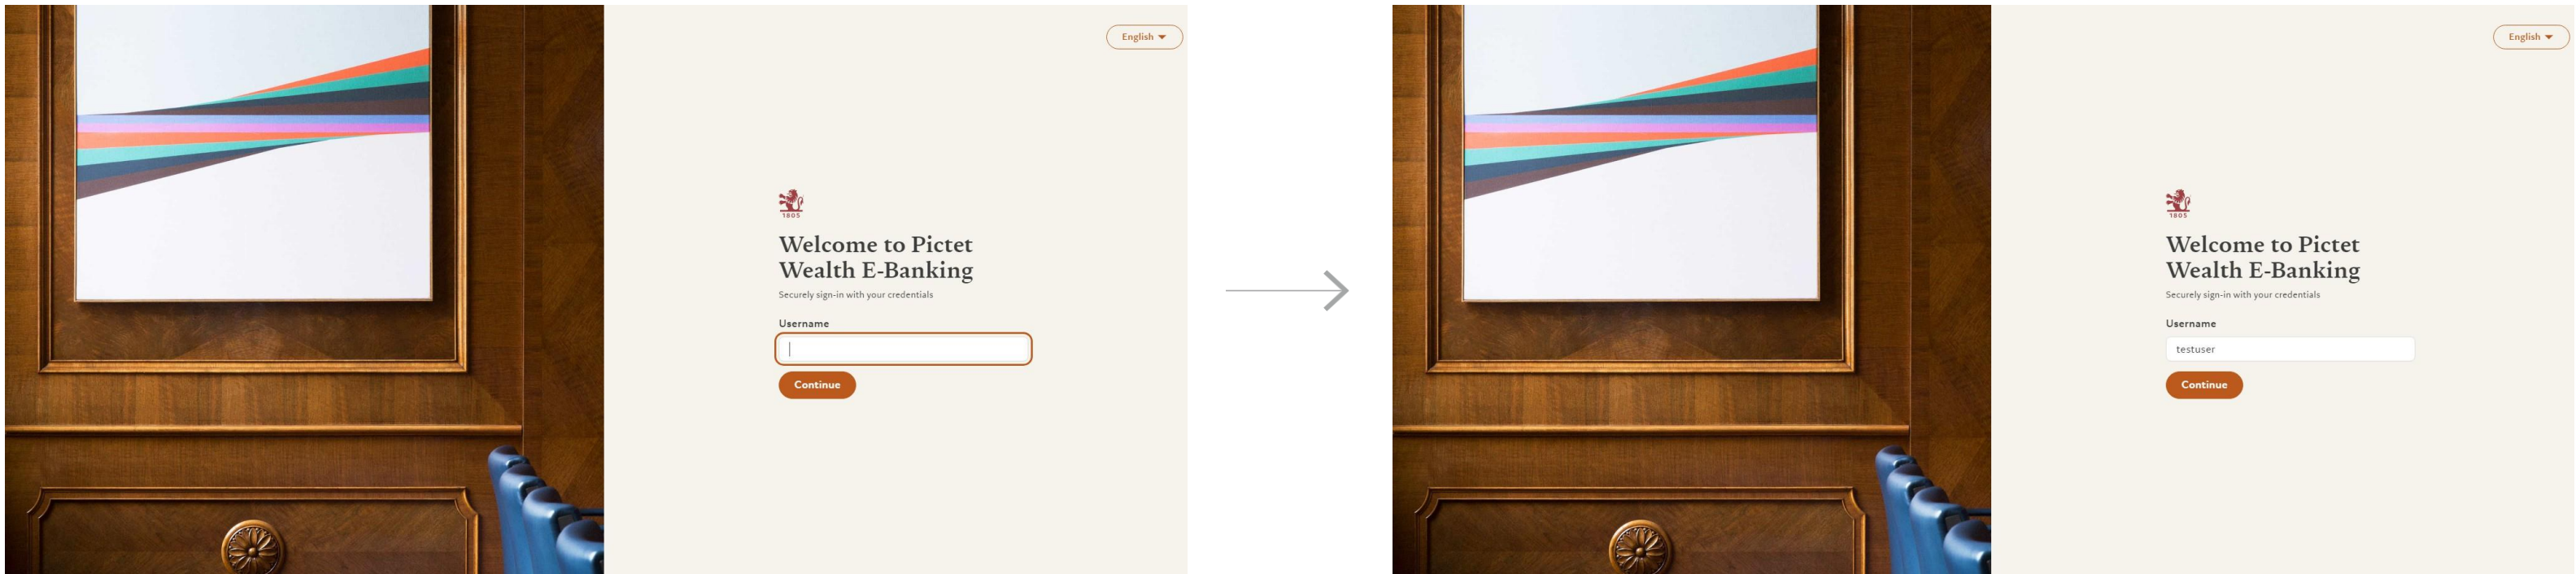 English
1805
Welcome to Pictet
Wealth E-Banking
Securely sign-in with your credentials
Username
Continue
English
1805
Welcome to Pictet
Wealth E-Banking
Securely sign-in with your credentials
Username
testuser
Continue